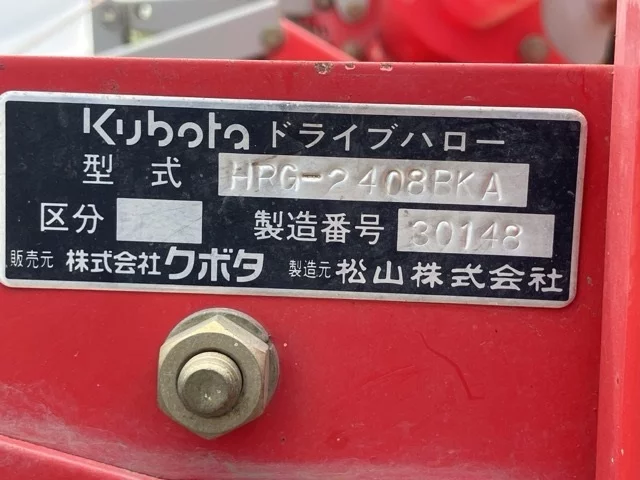 Kubota ドライブハロー
型式 HRG-2408BKA
区分 製造番号 30148
販売元 株式会社クボタ 製造元 松山株式会社